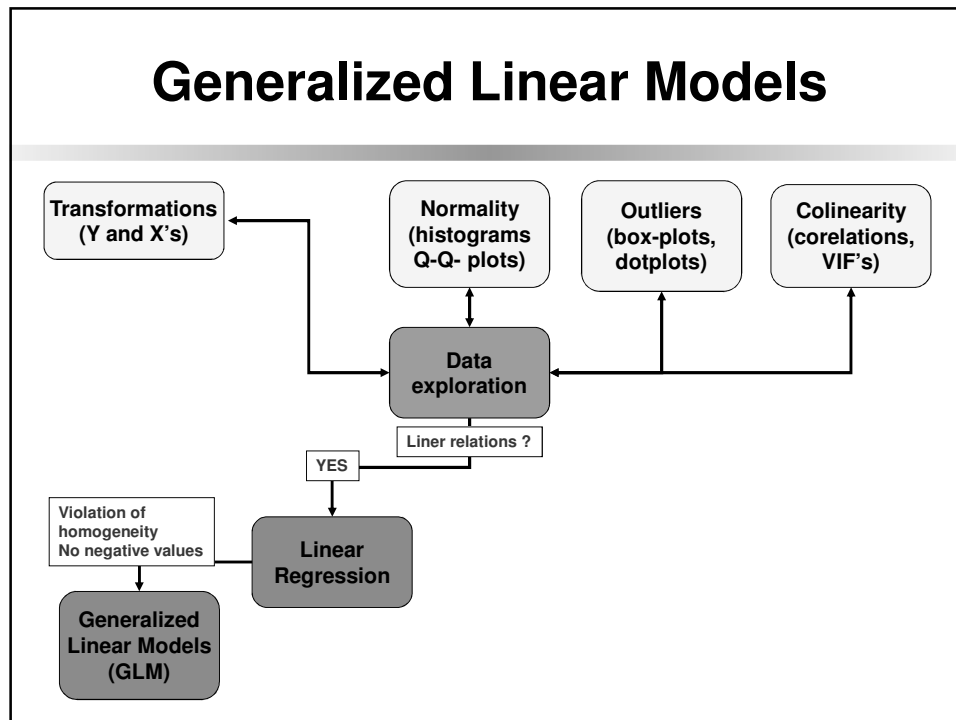 Generalized Linear Models
Transformations
(Y and X's)
Normality
(histograms
Q-Q- plots)
Outliers
(box-plots,
dotplots)
Colinearity
(corelations,
VIF's)
Data
exploration
Liner relations ?
YES
Violation of
homogeneity
No negative values
Linear
Regression
Generalized
Linear Models
(GLM)